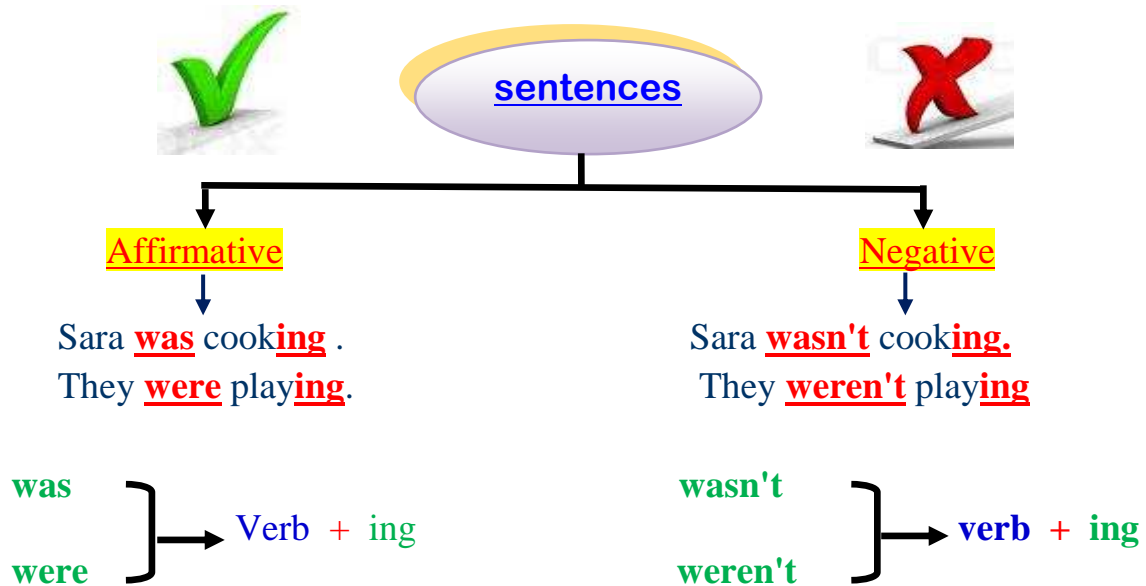 sentences
Affirmative
Negative
Sara was cooking .
They were playing.
Sara wasn't cooking.
They weren't playing
was
were
Verb + ing
wasn't
weren't
verb + ing